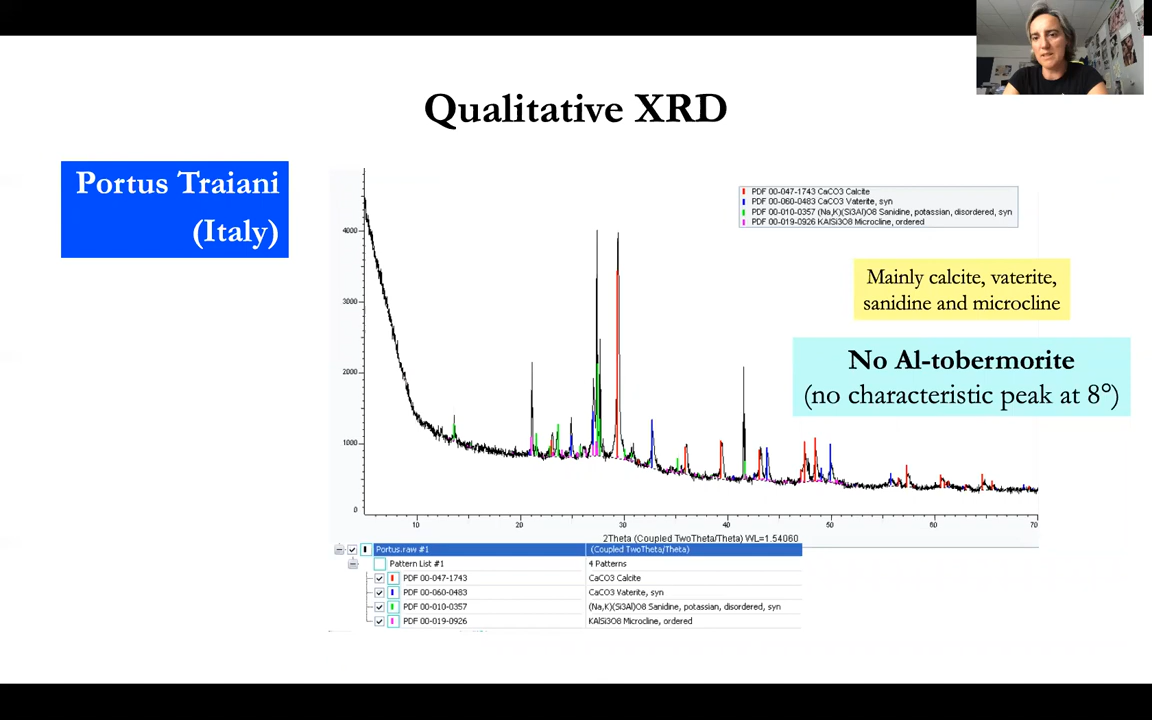 Qualitative XRD
Portus Traiani
(Italy)
PDF 00-047-1743 CaCO3 Calcite
PDF 00-060-0483 CaCO3 Vaterite, syn
PDF 00-010-0357 (Na,K)(Si3Al)O8 Sanidine, potassian, disordered, syn
PDF 00-019-0926 KAlSi3O8 Microcline, ordered
Mainly calcite, vaterite,
sanidine and microcline
No Al-tobermorite
(no characteristic peak at 8°)
4000
3000
2000
1000
0
10 20 30 40 50 60 70
2Theta (Coupled TwoTheta/Theta) WL=1.54060
Portus.raw #1 (Coupled TwoTheta/Theta)
Pattern List #1 4 Patterns
PDF 00-047-1743 CaCO3 Calcite
PDF 00-060-0483 CaCO3 Vaterite, syn
PDF 00-010-0357 (Na,K)(Si3Al)O8 Sanidine, potassian, disordered, syn
PDF 00-019-0926 KAlSi3O8 Microcline, ordered